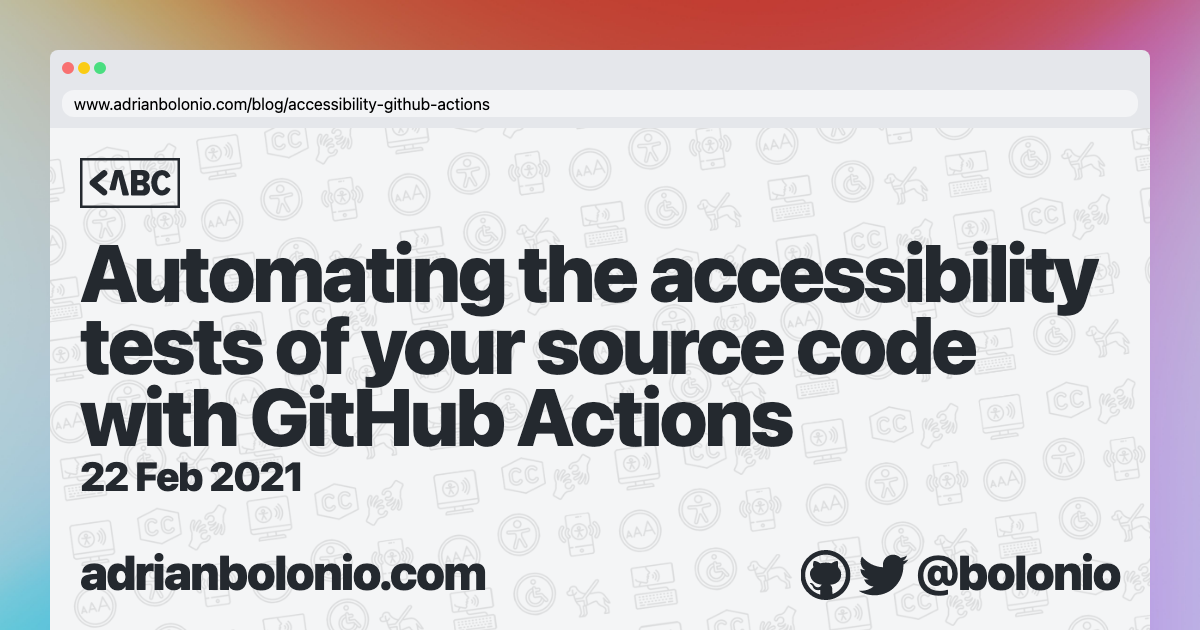 www.adrianbolonio.com/blog/accessibility-github-actions
<ABC
Automating the accessibility
tests of your source code
with GitHub Actions
22 Feb 2021
adrianbolonio.com
@bolonio